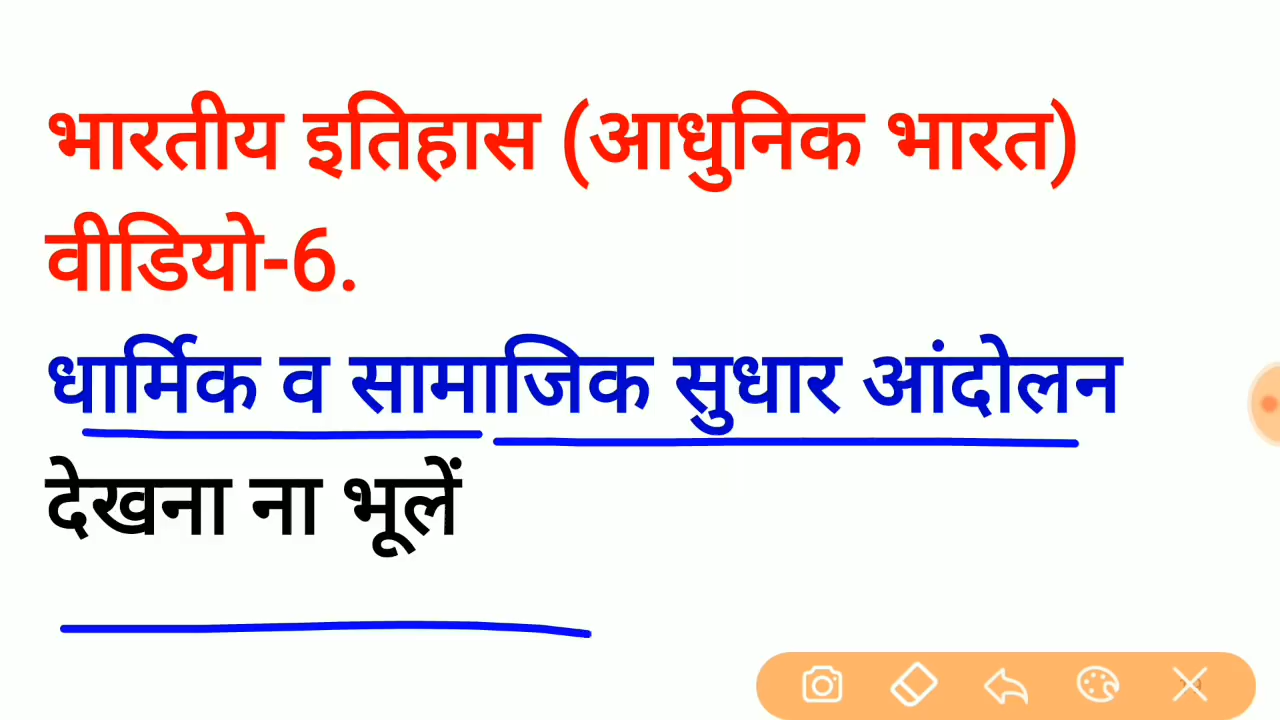 भारतीय इतिहास (आधुनिक भारत)
वीडियो-6.
धार्मिक व सामाजिक सुधार आंदोलन
देखना ना भूलें